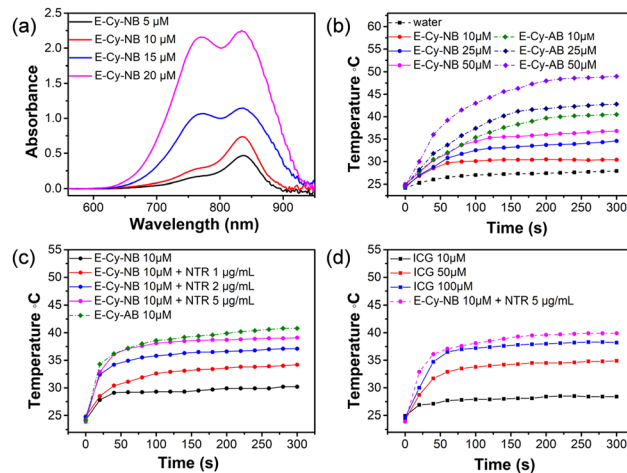 (a)
E-Cy-NB 5 µM
E-Cy-NB 10 µM
E-Cy-NB 15 µM
E-Cy-NB 20 µM
Absorbance
2.5
2.0
1.5
1.0
0.5
0.0
600 700 800 900
Wavelength (nm)
(b)
water
E-Cy-NB 10µM E-Cy-AB 10µM
E-Cy-NB 25µM E-Cy-AB 25µM
E-Cy-NB 50µM E-Cy-AB 50µM
Temperature °C
60
55
50
45
40
35
30
25
0 50 100 150 200 250 300
Time (s)
(c)
E-Cy-NB 10µM
E-Cy-NB 10µM + NTR 1 µg/mL
E-Cy-NB 10µM + NTR 2 µg/mL
E-Cy-NB 10µM + NTR 5 µg/mL
E-Cy-AB 10µM
Temperature °C
55
50
45
40
35
30
25
0 50 100 150 200 250 300
Time (s)
(d)
ICG 10µM
ICG 50µM
ICG 100µM
E-Cy-NB 10µM + NTR 5 µg/mL
Temperature °C
55
50
45
40
35
30
25
0 50 100 150 200 250 300
Time (s)